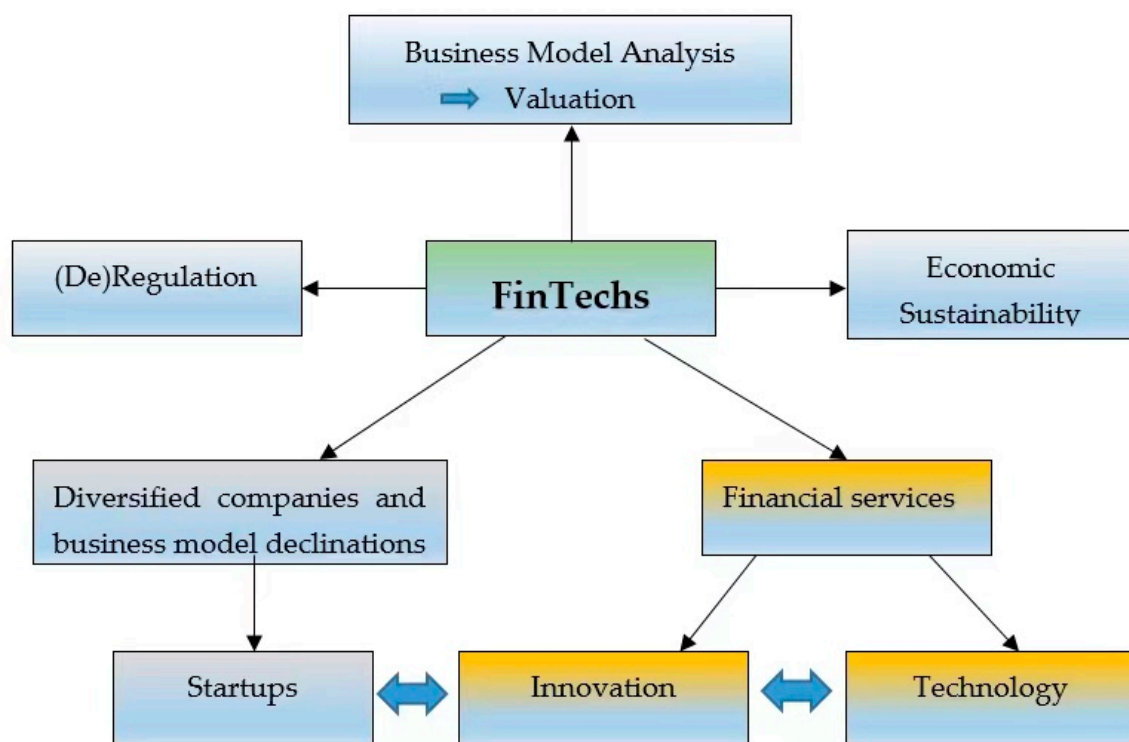 Business Model Analysis
Valuation
(De)Regulation
FinTechs
Economic
Sustainability
Diversified companies and
business model declinations
Financial services
Startups
Innovation
Technology